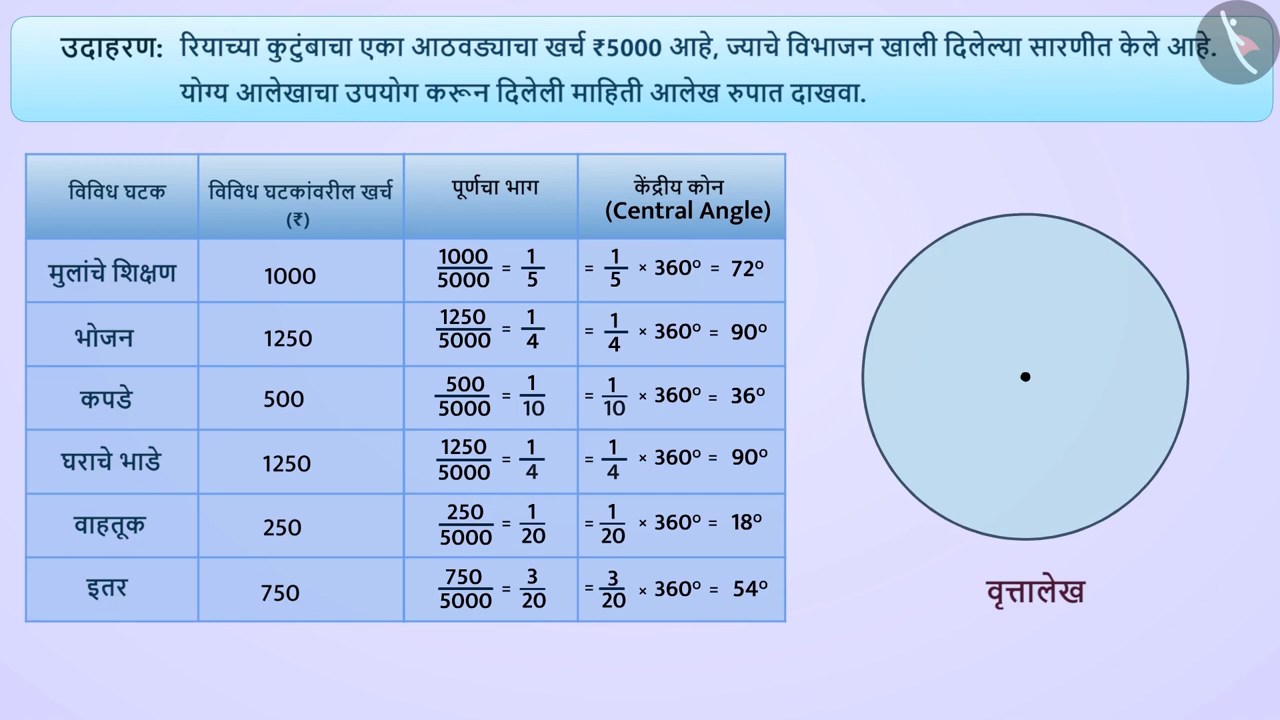 उदाहरण: रियाच्या कुटुंबाचा एका आठवड्याचा खर्च ₹5000 आहे, ज्याचे विभाजन खाली दिलेल्या सारणीत केले आहे.
योग्य आलेखाचा उपयोग करून दिलेली माहिती आलेख रुपात दाखवा.
विविध घटक विविध घटकांवरील खर्च (₹) पूर्णचा भाग केंद्रीय कोन (Central Angle)
मुलांचे शिक्षण 1000 1000/5000 = 1/5 = 1/5 × 360° = 72°
भोजन 1250 1250/5000 = 1/4 = 1/4 × 360° = 90°
कपडे 500 500/5000 = 1/10 = 1/10 × 360° = 36°
घराचे भाडे 1250 1250/5000 = 1/4 = 1/4 × 360° = 90°
वाहतूक 250 250/5000 = 1/20 = 1/20 × 360° = 18°
इतर 750 750/5000 = 3/20 = 3/20 × 360° = 54°
वृत्तालेख